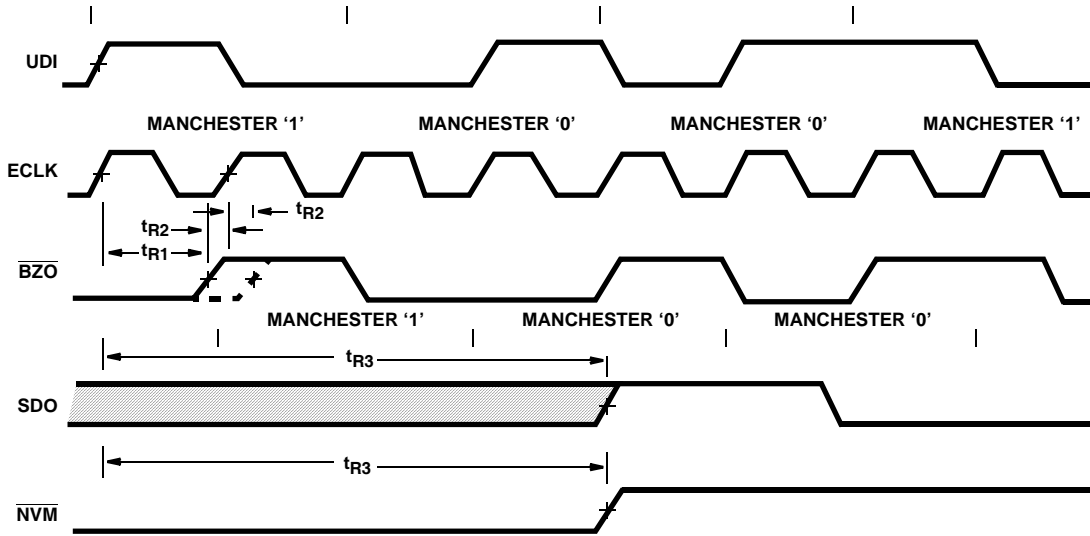 UDI
MANCHESTER ‘1’ MANCHESTER ‘0’ MANCHESTER ‘0’ MANCHESTER ‘1’
ECLK
tR2
tR2
tR1
BZO
MANCHESTER ‘1’ MANCHESTER ‘0’ MANCHESTER ‘0’
tR3
SDO
tR3
NVM